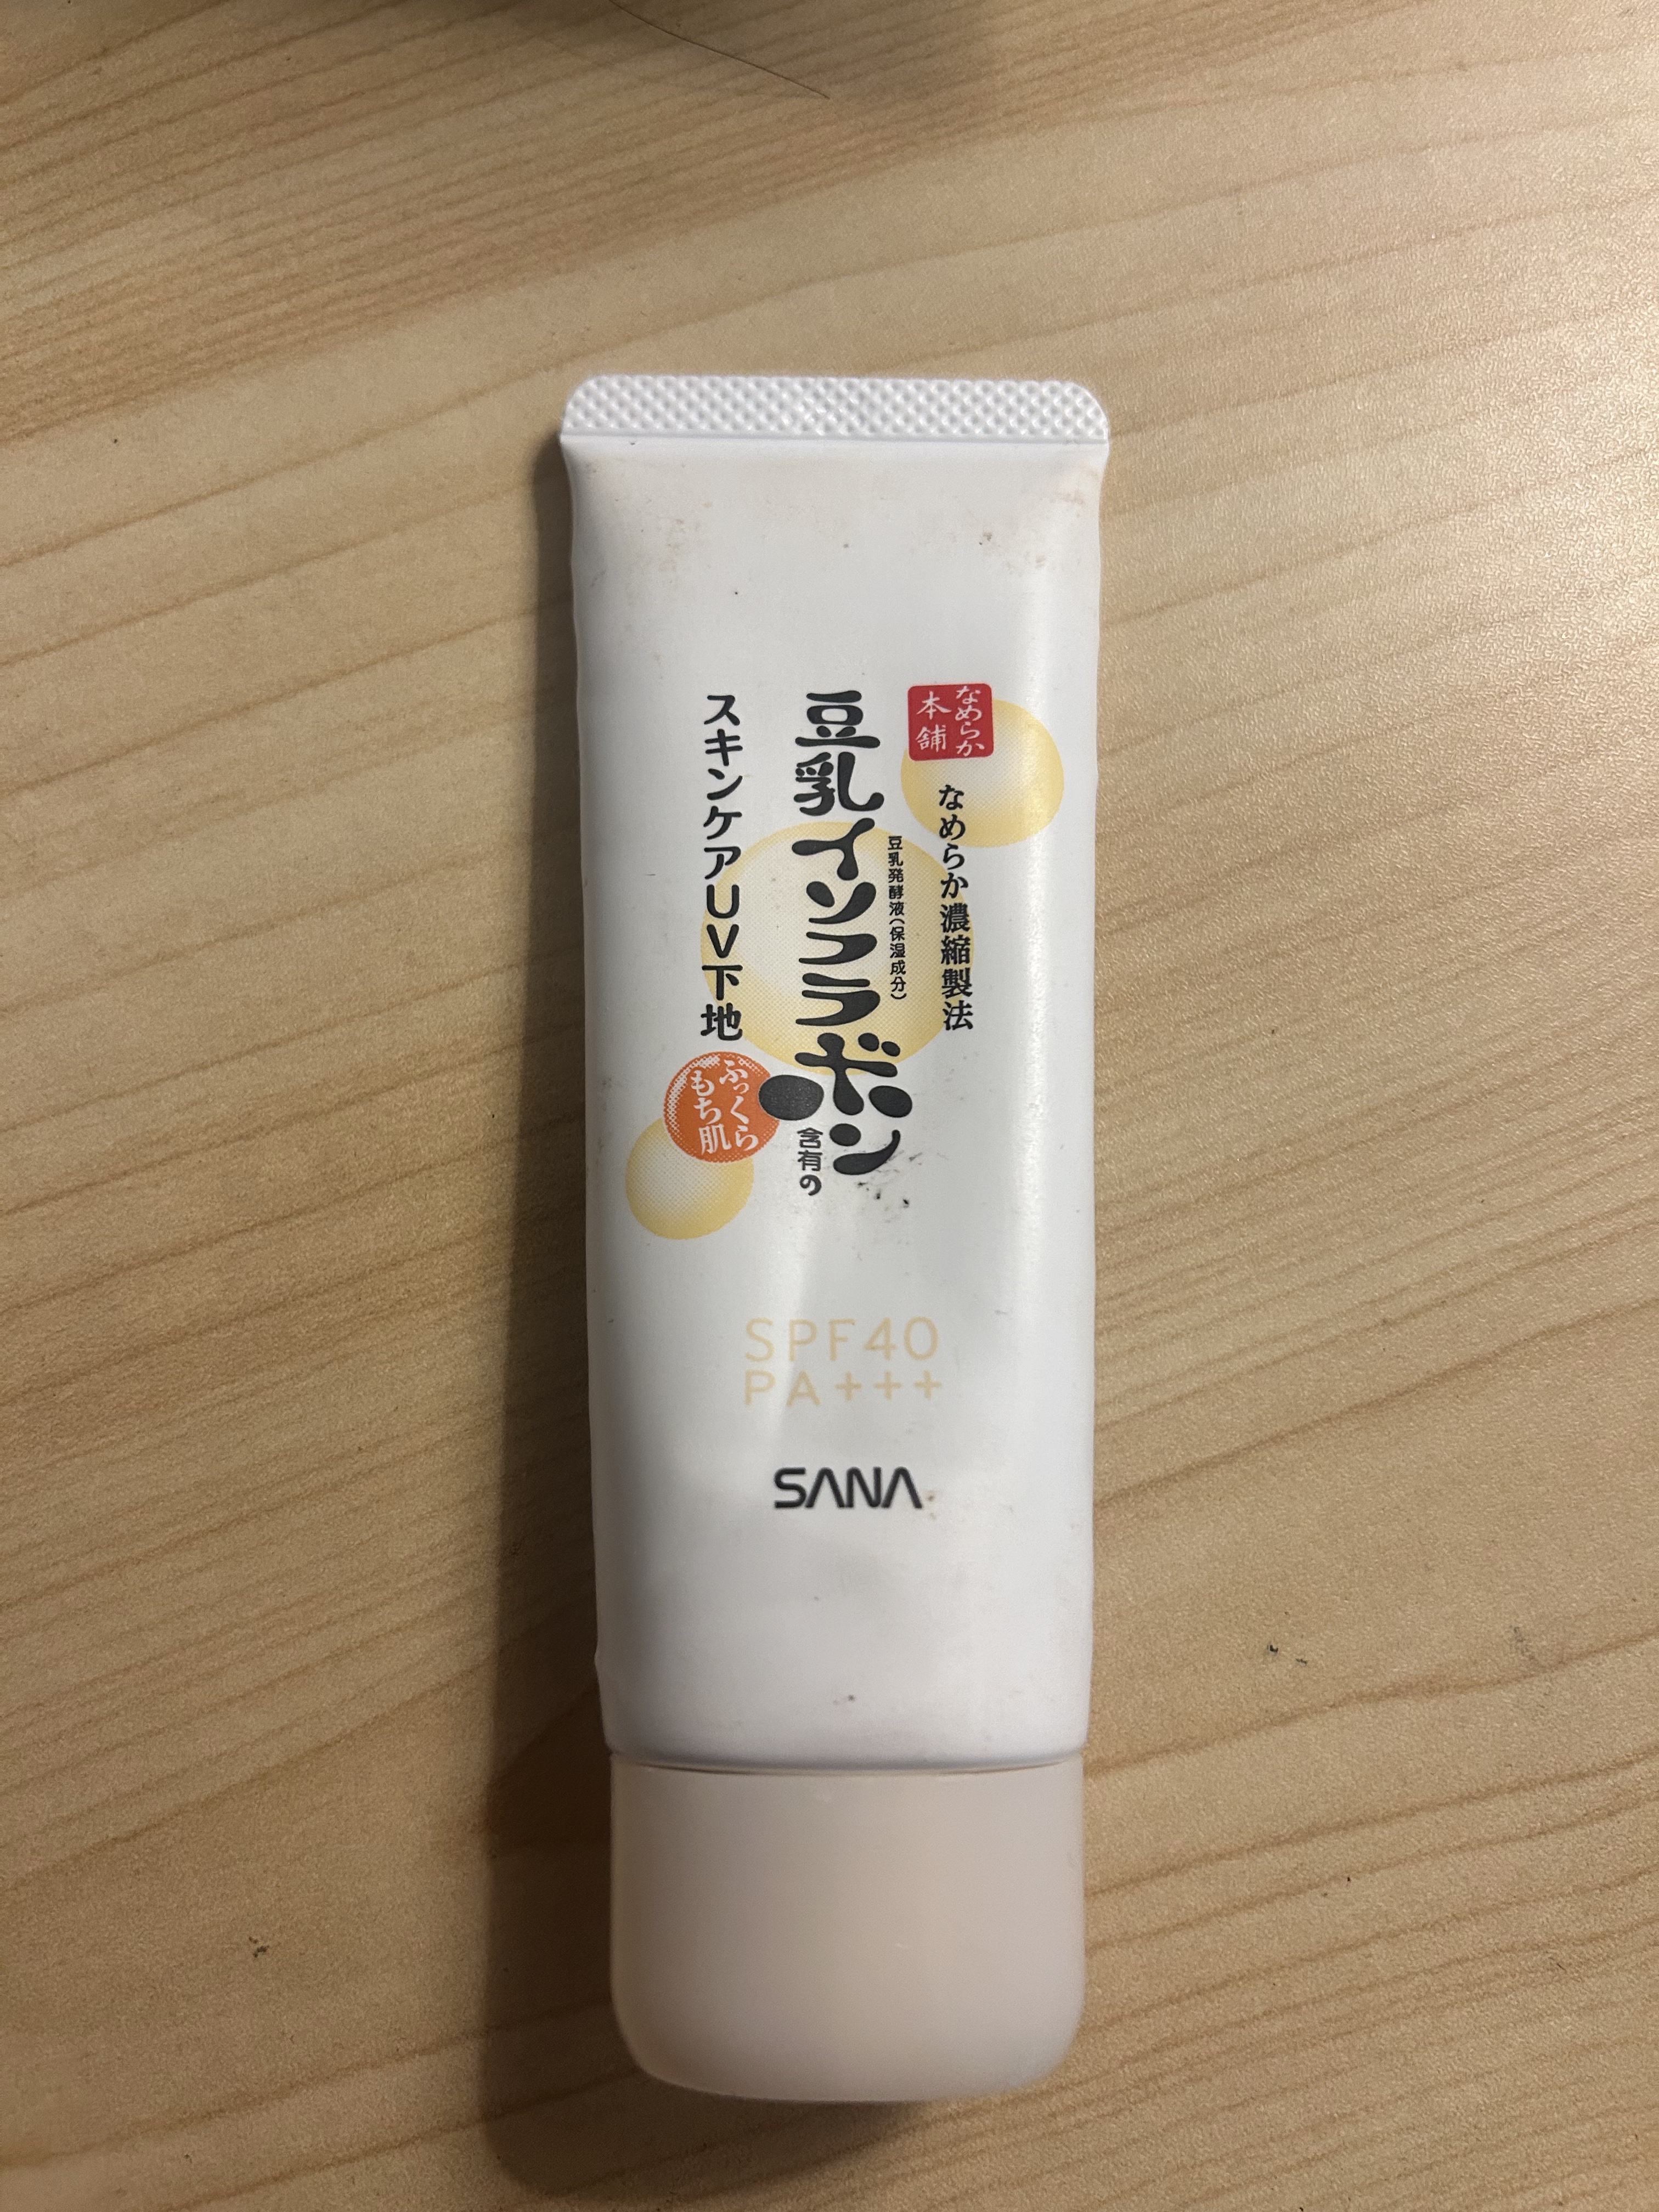 なめらか
本舗
なめらか濃縮製法
豆乳発酵液(保湿成分)
豆乳イソフラボン
含有の
スキンケアUV下地
ふっくら
もち肌
SPF40
PA+++
SANA